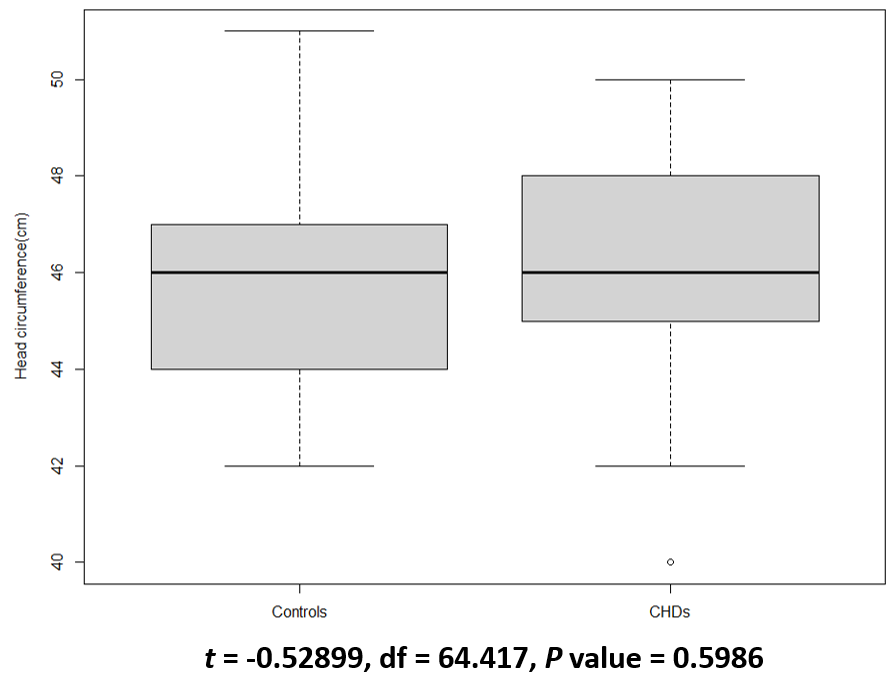 Head circumference(cm)
50
48
46
44
42
40
Controls
CHDs
t = -0.52899, df = 64.417, P value = 0.5986